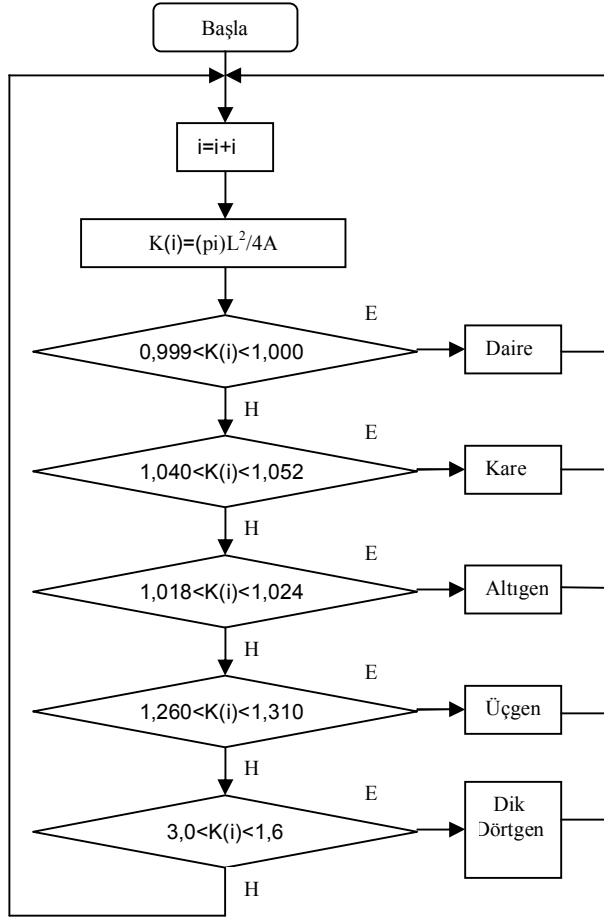 Başla
i=i+i
K(i)=(pi)L²/4A
E
0,999<K(i)<1,000
Daire
H
E
1,040<K(i)<1,052
Kare
H
E
1,018<K(i)<1,024
Altıgen
H
E
1,260<K(i)<1,310
Üçgen
H
E
3,0<K(i)<1,6
Dik
Dörtgen
H